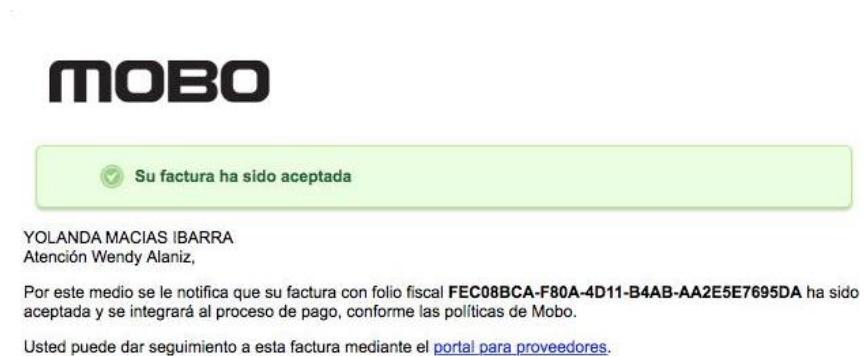 MOBO
Su factura ha sido aceptada
YOLANDA MACIAS IBARRA
Atención Wendy Alaniz,
Por este medio se le notifica que su factura con folio fiscal FEC08BCA-F80A-4D11-B4AB-AA2E5E7695DA ha sido
aceptada y se integrará al proceso de pago, conforme las políticas de Mobo.
Usted puede dar seguimiento a esta factura mediante el portal para proveedores.